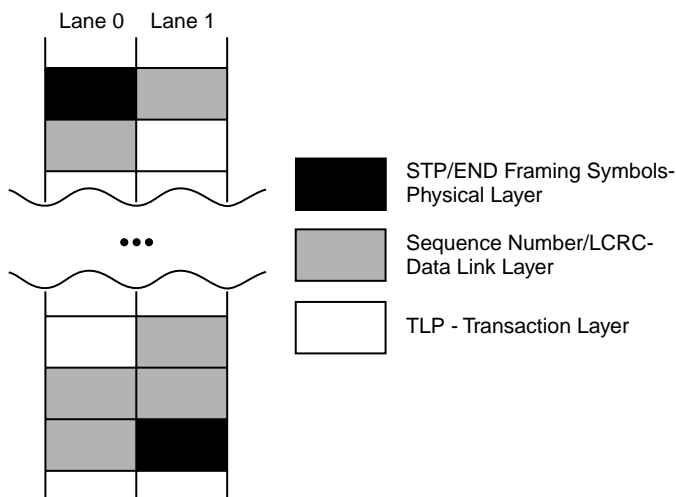 Lane 0 Lane 1
STP/END Framing Symbols-
Physical Layer
Sequence Number/LCRC-
Data Link Layer
TLP - Transaction Layer